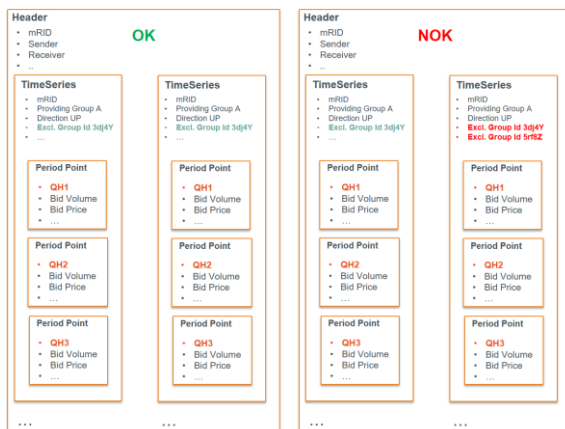 Header
• mRID
• Sender
• Receiver
• ..
OK
TimeSeries
• mRID
• Providing Group A
• Direction UP
• Excl. Group Id 3dj4Y
• …
Period Point
• QH1
• Bid Volume
• Bid Price
• …
Period Point
• QH2
• Bid Volume
• Bid Price
• …
Period Point
• QH3
• Bid Volume
• Bid Price
• …
…
TimeSeries
• mRID
• Providing Group A
• Direction UP
• Excl. Group Id 3dj4Y
• …
Period Point
• QH1
• Bid Volume
• Bid Price
• …
Period Point
• QH2
• Bid Volume
• Bid Price
• …
Period Point
• QH3
• Bid Volume
• Bid Price
• …
…
Header
• mRID
• Sender
• Receiver
• ..
NOK
TimeSeries
• mRID
• Providing Group A
• Direction UP
• Excl. Group Id 3dj4Y
• …
Period Point
• QH1
• Bid Volume
• Bid Price
• …
Period Point
• QH2
• Bid Volume
• Bid Price
• …
Period Point
• QH3
• Bid Volume
• Bid Price
• …
…
TimeSeries
• mRID
• Providing Group A
• Direction UP
• Excl. Group Id 3dj4Y
• Excl. Group Id 5rf8Z
Period Point
• QH1
• Bid Volume
• Bid Price
• …
Period Point
• QH2
• Bid Volume
• Bid Price
• …
Period Point
• QH3
• Bid Volume
• Bid Price
• …
…